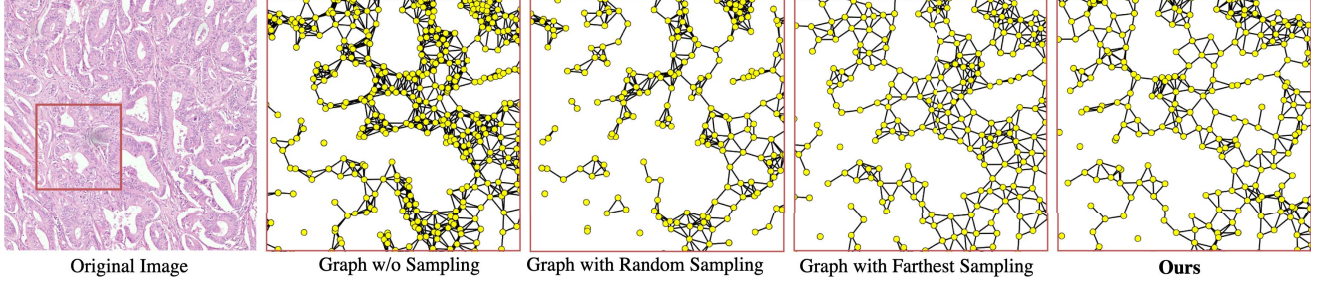 Original Image
Graph w/o Sampling
Graph with Random Sampling
Graph with Farthest Sampling
Ours